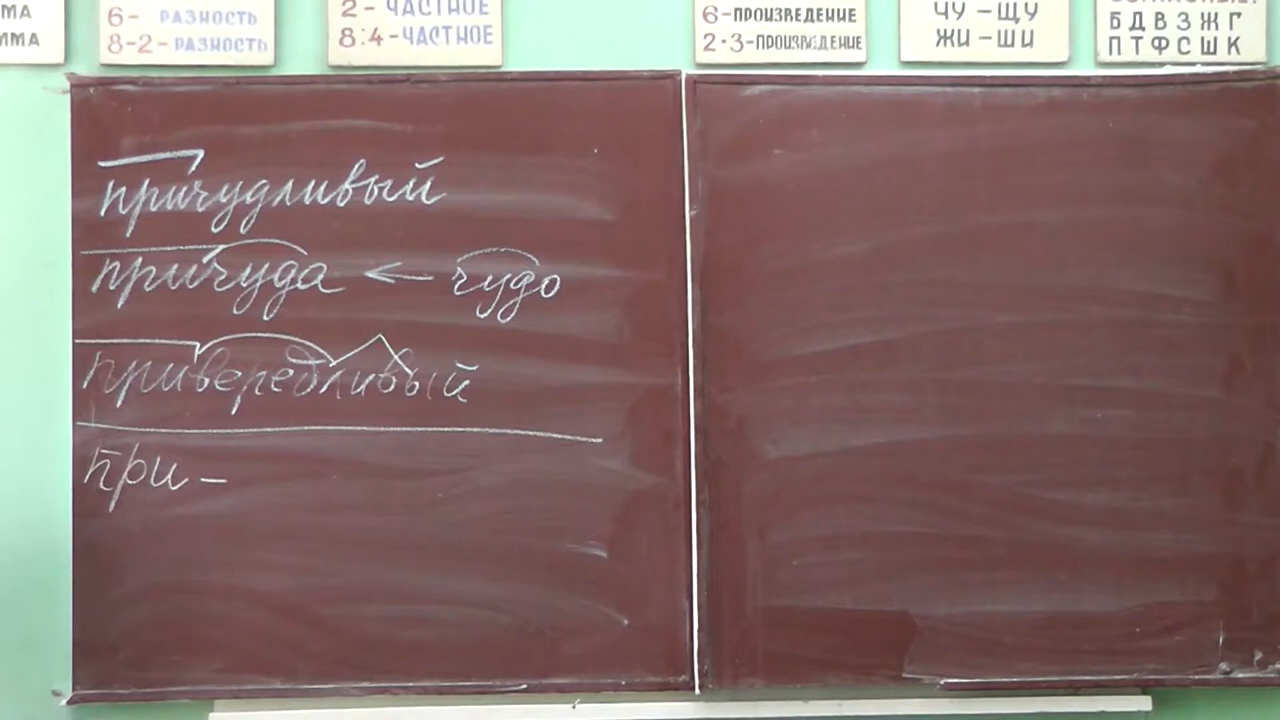 МА
ММА
6- РАЗНОСТЬ
8-2-РАЗНОСТЬ
2- ЧАСТНОЕ
8:4-ЧАСТНОЕ
6-ПРОИЗВЕДЕНИЕ
2·3-ПРОИЗВЕДЕНИЕ
ЧУ-ЩУ
ЖИ-ШИ
Б Д В З Ж Г
П Т Ф С Ш К
причудливый
причуда ← чудо
привередливый
при-